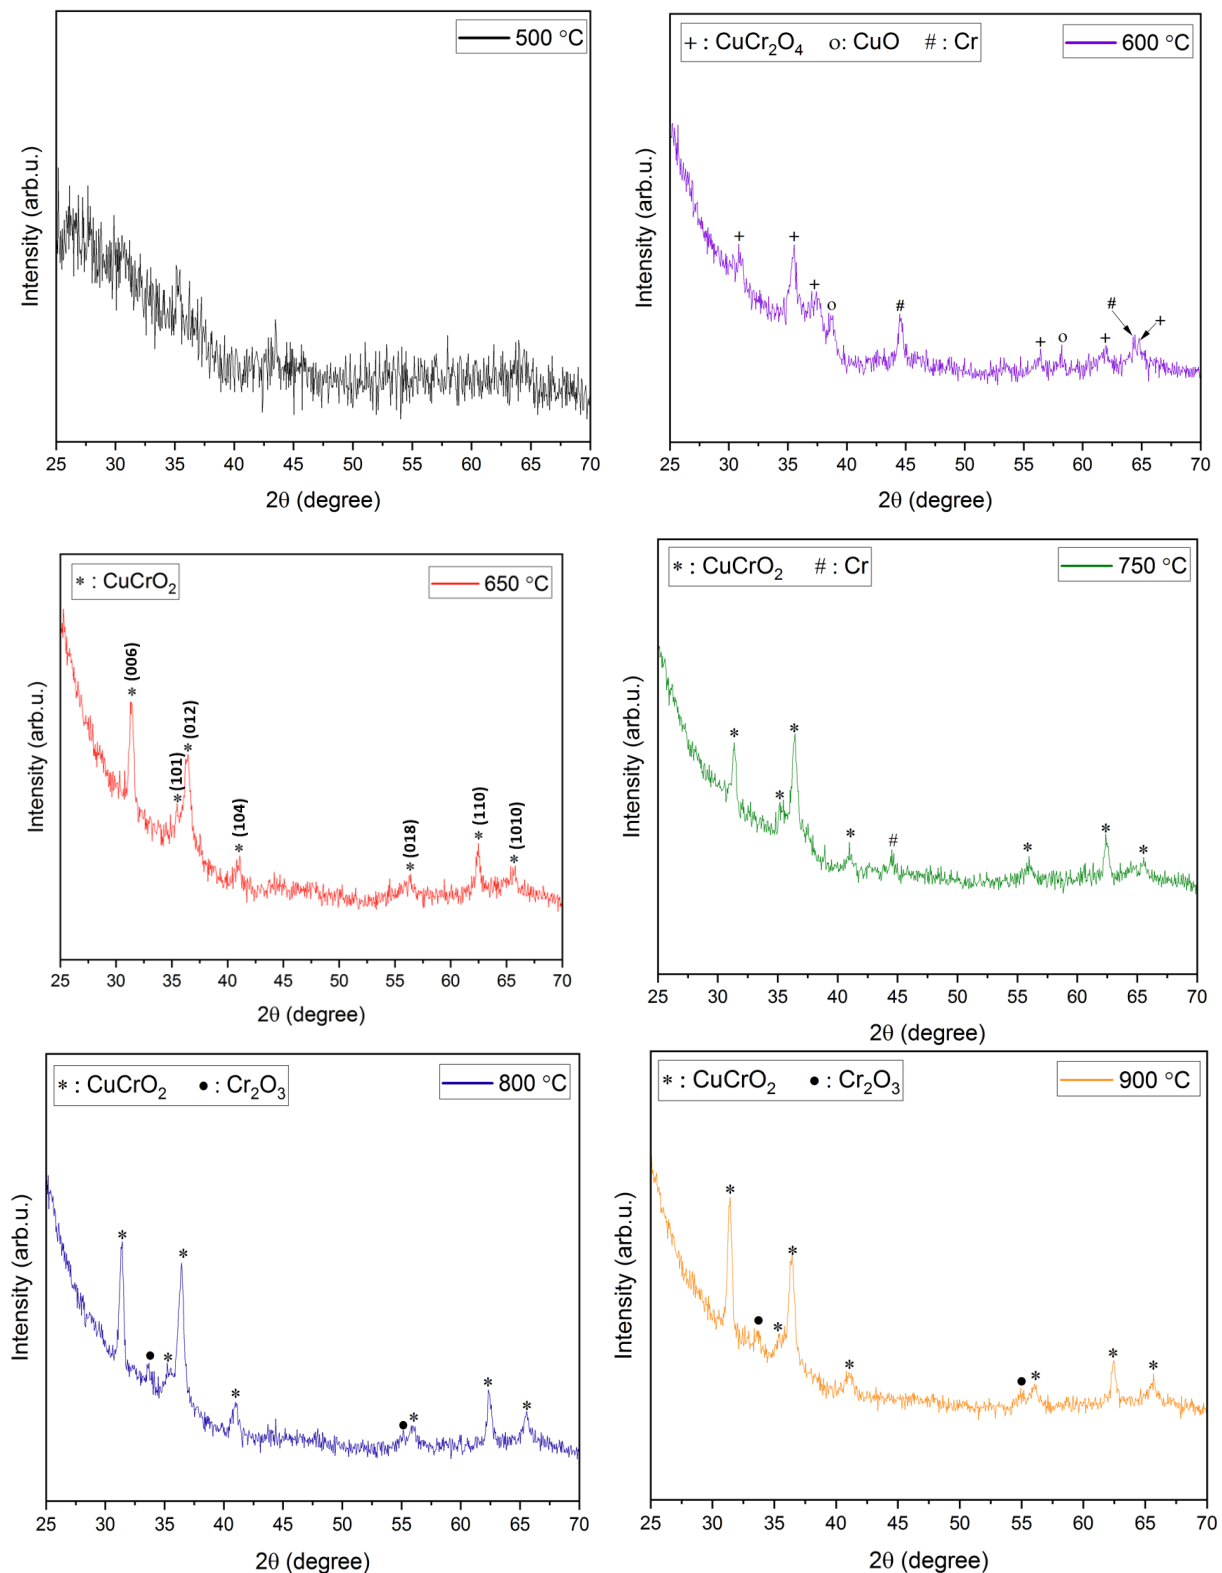 500 °C
Intensity (arb.u.)
25 30 35 40 45 50 55 60 65 70
2θ (degree)
+ : CuCr₂O₄ o: CuO # : Cr
600 °C
+
+
+
o
#
+
o
+
#
+
Intensity (arb.u.)
25 30 35 40 45 50 55 60 65 70
2θ (degree)
* : CuCrO₂
650 °C
* (006)
* (101)
* (012)
* (104)
* (018)
* (110)
* (1010)
Intensity (arb.u.)
25 30 35 40 45 50 55 60 65 70
2θ (degree)
* : CuCrO₂ # : Cr
750 °C
*
*
*
*
#
*
*
*
Intensity (arb.u.)
25 30 35 40 45 50 55 60 65 70
2θ (degree)
* : CuCrO₂ ● : Cr₂O₃
800 °C
*
●
*
*
*
●
*
*
*
Intensity (arb.u.)
25 30 35 40 45 50 55 60 65 70
2θ (degree)
* : CuCrO₂ ● : Cr₂O₃
900 °C
*
●
*
*
*
●
*
*
*
Intensity (arb.u.)
25 30 35 40 45 50 55 60 65 70
2θ (degree)